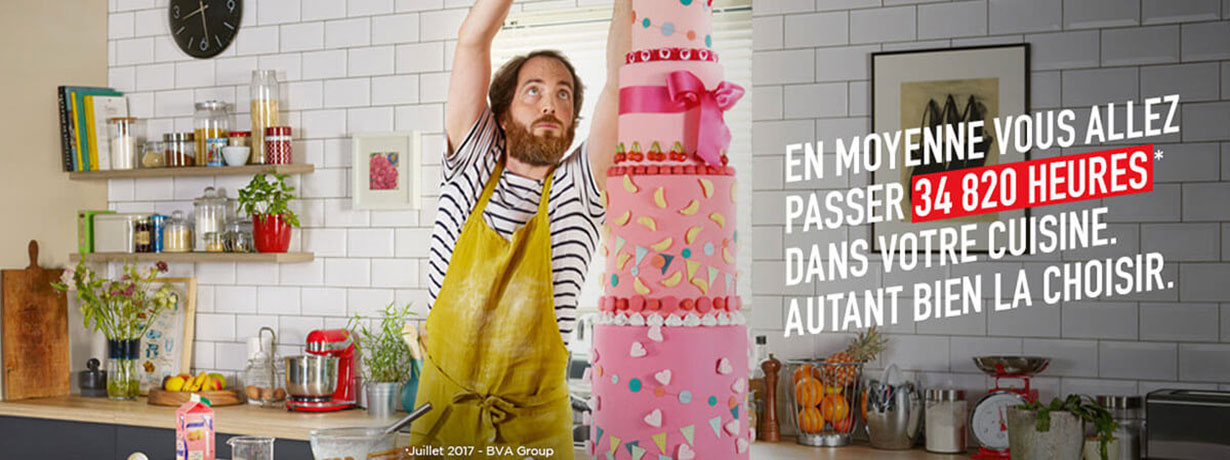 EN MOYENNE VOUS ALLEZ
PASSER 34 820 HEURES*
DANS VOTRE CUISINE.
AUTANT BIEN LA CHOISIR.
*Juillet 2017 - BVA Group